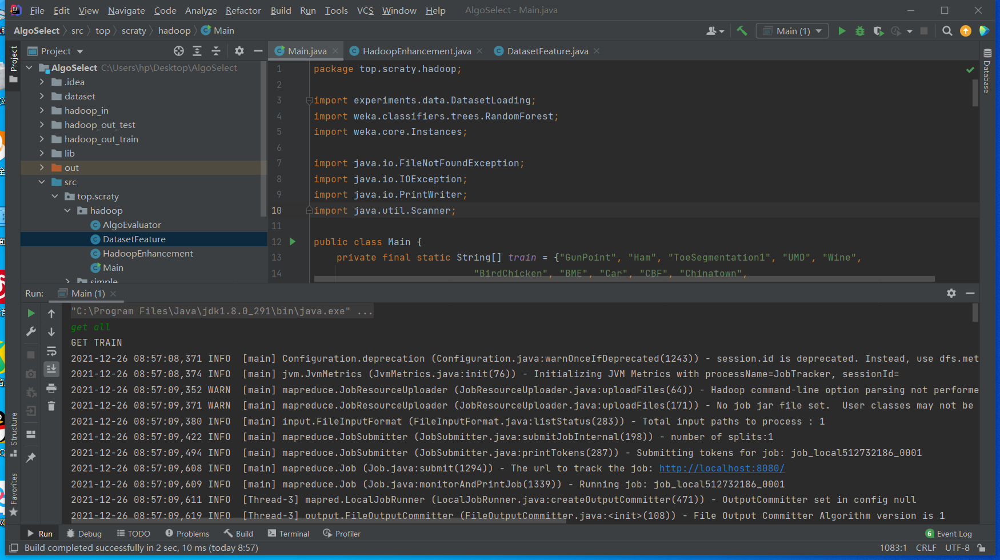 File Edit View Navigate Code Analyze Refactor Build Run Tools VCS Window Help AlgoSelect - Main.java
AlgoSelect src top scraty hadoop Main
Main (1)
Project
Main.java
HadoopEnhancement.java
DatasetFeature.java
Project
AlgoSelect C:\Users\hp\Desktop\AlgoSelect
.idea
dataset
hadoop_in
hadoop_out_test
hadoop_out_train
lib
out
src
top.scraty
hadoop
AlgoEvaluator
DatasetFeature
HadoopEnhancement
Main
simple
Database
1 package top.scraty.hadoop;
2
3 import experiments.data.DatasetLoading;
4 import weka.classifiers.trees.RandomForest;
5 import weka.core.Instances;
6
7 import java.io.FileNotFoundException;
8 import java.io.IOException;
9 import java.io.PrintWriter;
10 import java.util.Scanner;
11
12 public class Main {
13 private final static String[] train = {"GunPoint", "Ham", "ToeSegmentation1", "UMD", "Wine",
14 "BirdChicken", "BME", "Car", "CBF", "Chinatown",
Run: Main (1)
"C:\Program Files\Java\jdk1.8.0_291\bin\java.exe" ...
get all
GET TRAIN
2021-12-26 08:57:08,371 INFO [main] Configuration.deprecation (Configuration.java:warnOnceIfDeprecated(1243)) - session.id is deprecated. Instead, use dfs.met
2021-12-26 08:57:08,374 INFO [main] jvm.JvmMetrics (JvmMetrics.java:init(76)) - Initializing JVM Metrics with processName=JobTracker, sessionId=
2021-12-26 08:57:09,352 WARN [main] mapreduce.JobResourceUploader (JobResourceUploader.java:uploadFiles(64)) - Hadoop command-line option parsing not performe
2021-12-26 08:57:09,371 WARN [main] mapreduce.JobResourceUploader (JobResourceUploader.java:uploadFiles(171)) - No job jar file set. User classes may not be
2021-12-26 08:57:09,380 INFO [main] input.FileInputFormat (FileInputFormat.java:listStatus(283)) - Total input paths to process : 1
2021-12-26 08:57:09,422 INFO [main] mapreduce.JobSubmitter (JobSubmitter.java:submitJobInternal(198)) - number of splits:1
2021-12-26 08:57:09,494 INFO [main] mapreduce.JobSubmitter (JobSubmitter.java:printTokens(287)) - Submitting tokens for job: job_local512732186_0001
2021-12-26 08:57:09,608 INFO [main] mapreduce.Job (Job.java:submit(1294)) - The url to track the job: http://localhost:8080/
2021-12-26 08:57:09,609 INFO [main] mapreduce.Job (Job.java:monitorAndPrintJob(1339)) - Running job: job_local512732186_0001
2021-12-26 08:57:09,611 INFO [Thread-3] mapred.LocalJobRunner (LocalJobRunner.java:createOutputCommitter(471)) - OutputCommitter set in config null
2021-12-26 08:57:09,619 INFO [Thread-3] output.FileOutputCommitter (FileOutputCommitter.java:<init>(108)) - File Output Committer Algorithm version is 1
Structure
Favorites
Run Debug TODO Problems Build Terminal Profiler 6 Event Log
Build completed successfully in 2 sec, 10 ms (today 8:57) 1083:1 CRLF UTF-8